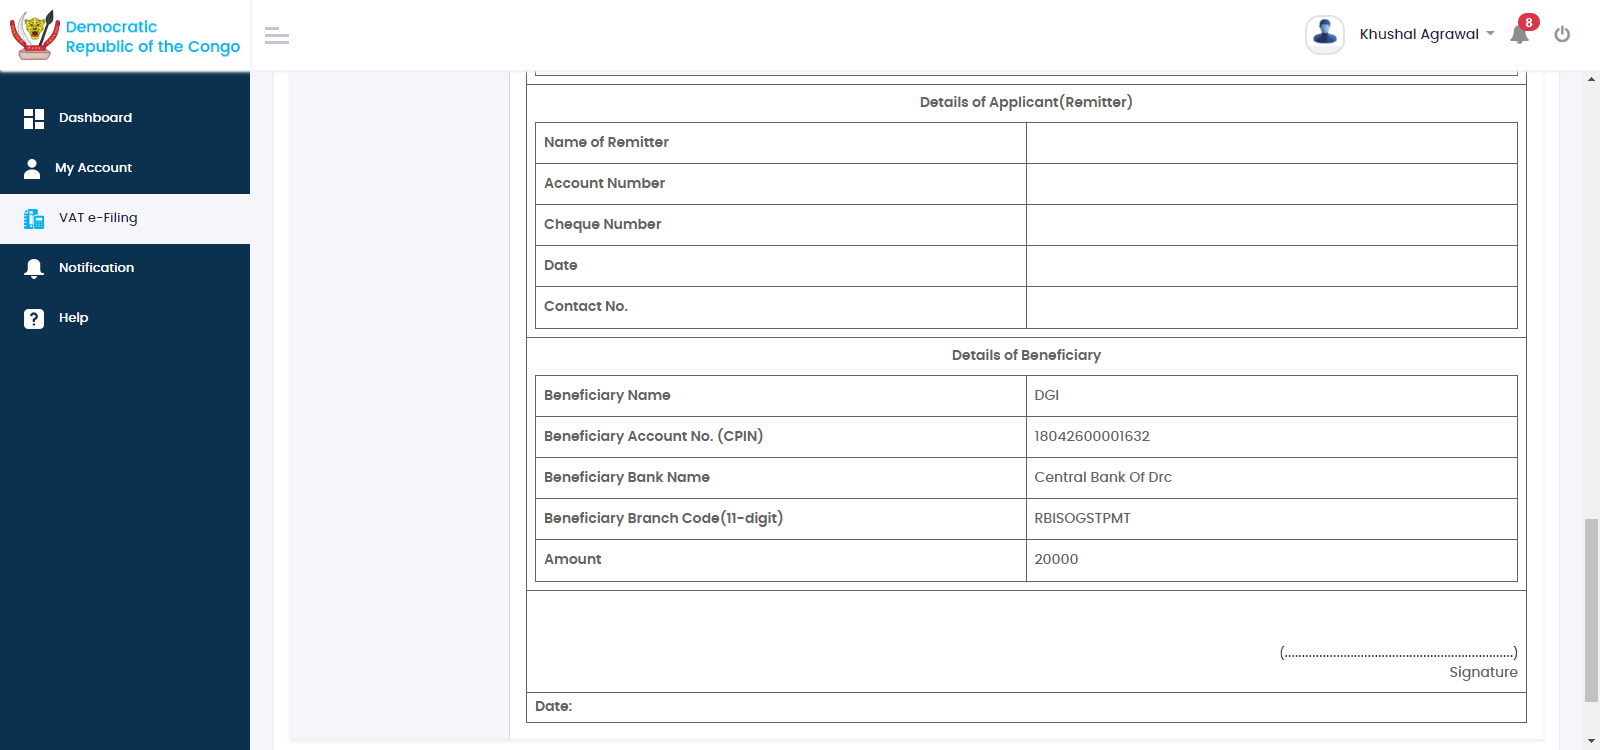 Democratic
Republic of the Congo
Khushal Agrawal
8
Dashboard
My Account
VAT e-Filing
Notification
Help
Details of Applicant(Remitter)
Name of Remitter
Account Number
Cheque Number
Date
Contact No.
Details of Beneficiary
Beneficiary Name DGI
Beneficiary Account No. (CPIN) 18042600001632
Beneficiary Bank Name Central Bank Of Drc
Beneficiary Branch Code(11-digit) RBISOGSTPMT
Amount 20000
(..................................................................)
Signature
Date: